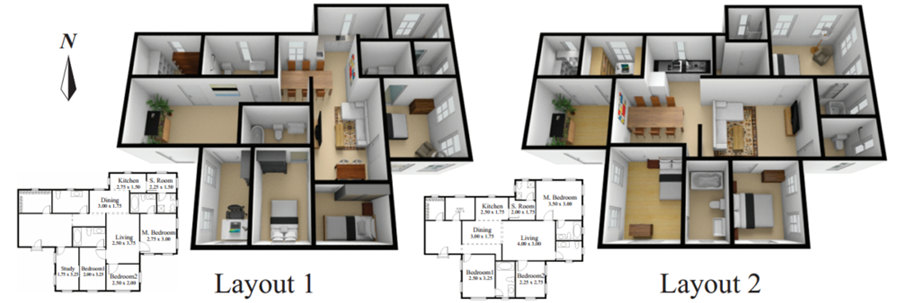 N
Kitchen
2.75 x 1.50
S. Room
2.25 x 1.50
Dining
3.00 x 1.75
Living
2.50 x 3.75
M. Bedroom
2.75 x 3.00
Study
1.75 x 3.25
Bedroom1
2.00 x 3.25
Bedroom2
2.50 x 2.00
Layout 1
Kitchen
2.50 x 1.75
S. Room
2.00 x 1.75
M. Bedroom
3.50 x 3.00
Dining
3.00 x 1.75
Living
4.00 x 3.00
Bedroom1
2.50 x 3.25
Bedroom2
2.25 x 2.75
Layout 2